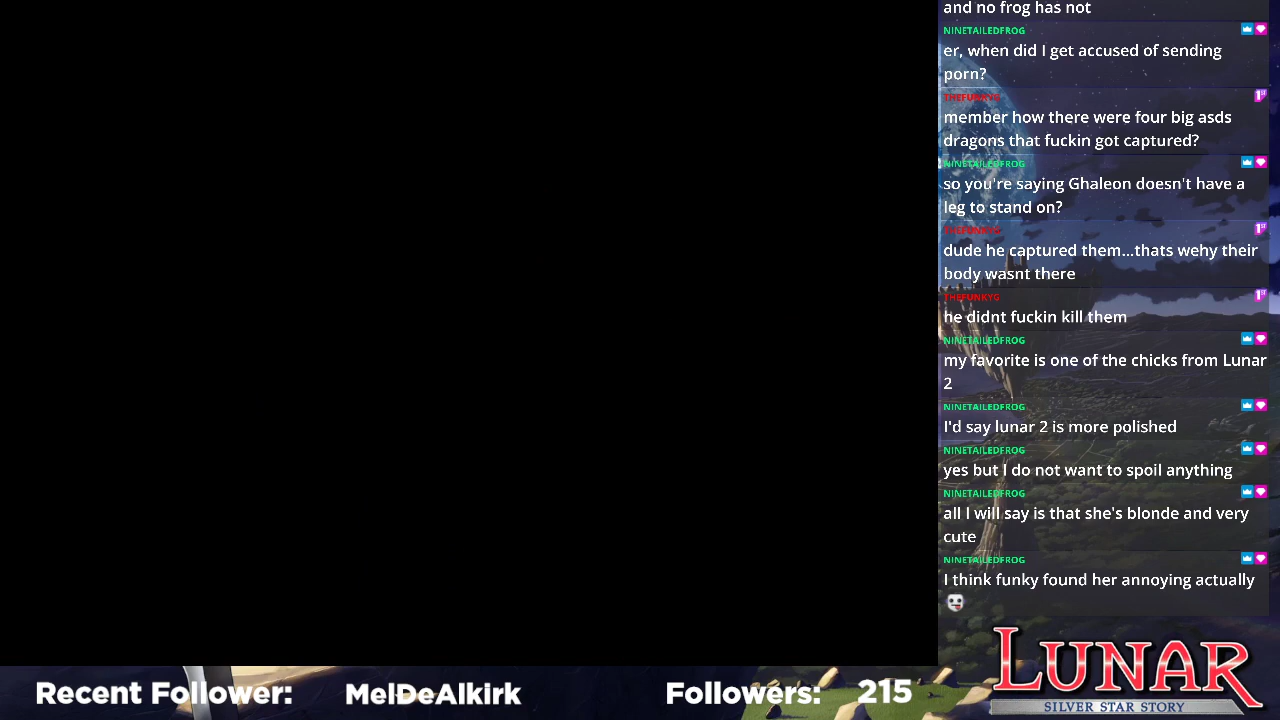 and no frog has not
NINETAILEDFROG
er, when did I get accused of sending
porn?
THEFUNKYG
member how there were four big asds
dragons that fuckin got captured?
NINETAILEDFROG
so you're saying Ghaleon doesn't have a
leg to stand on?
THEFUNKYG
dude he captured them...thats wehy their
body wasnt there
THEFUNKYG
he didnt fuckin kill them
NINETAILEDFROG
my favorite is one of the chicks from Lunar
2
NINETAILEDFROG
I'd say lunar 2 is more polished
NINETAILEDFROG
yes but I do not want to spoil anything
NINETAILEDFROG
all I will say is that she's blonde and very
cute
NINETAILEDFROG
I think funky found her annoying actually
LUNAR
SILVER STAR STORY
Recent Follower: MelDeAlkirk Followers: 215